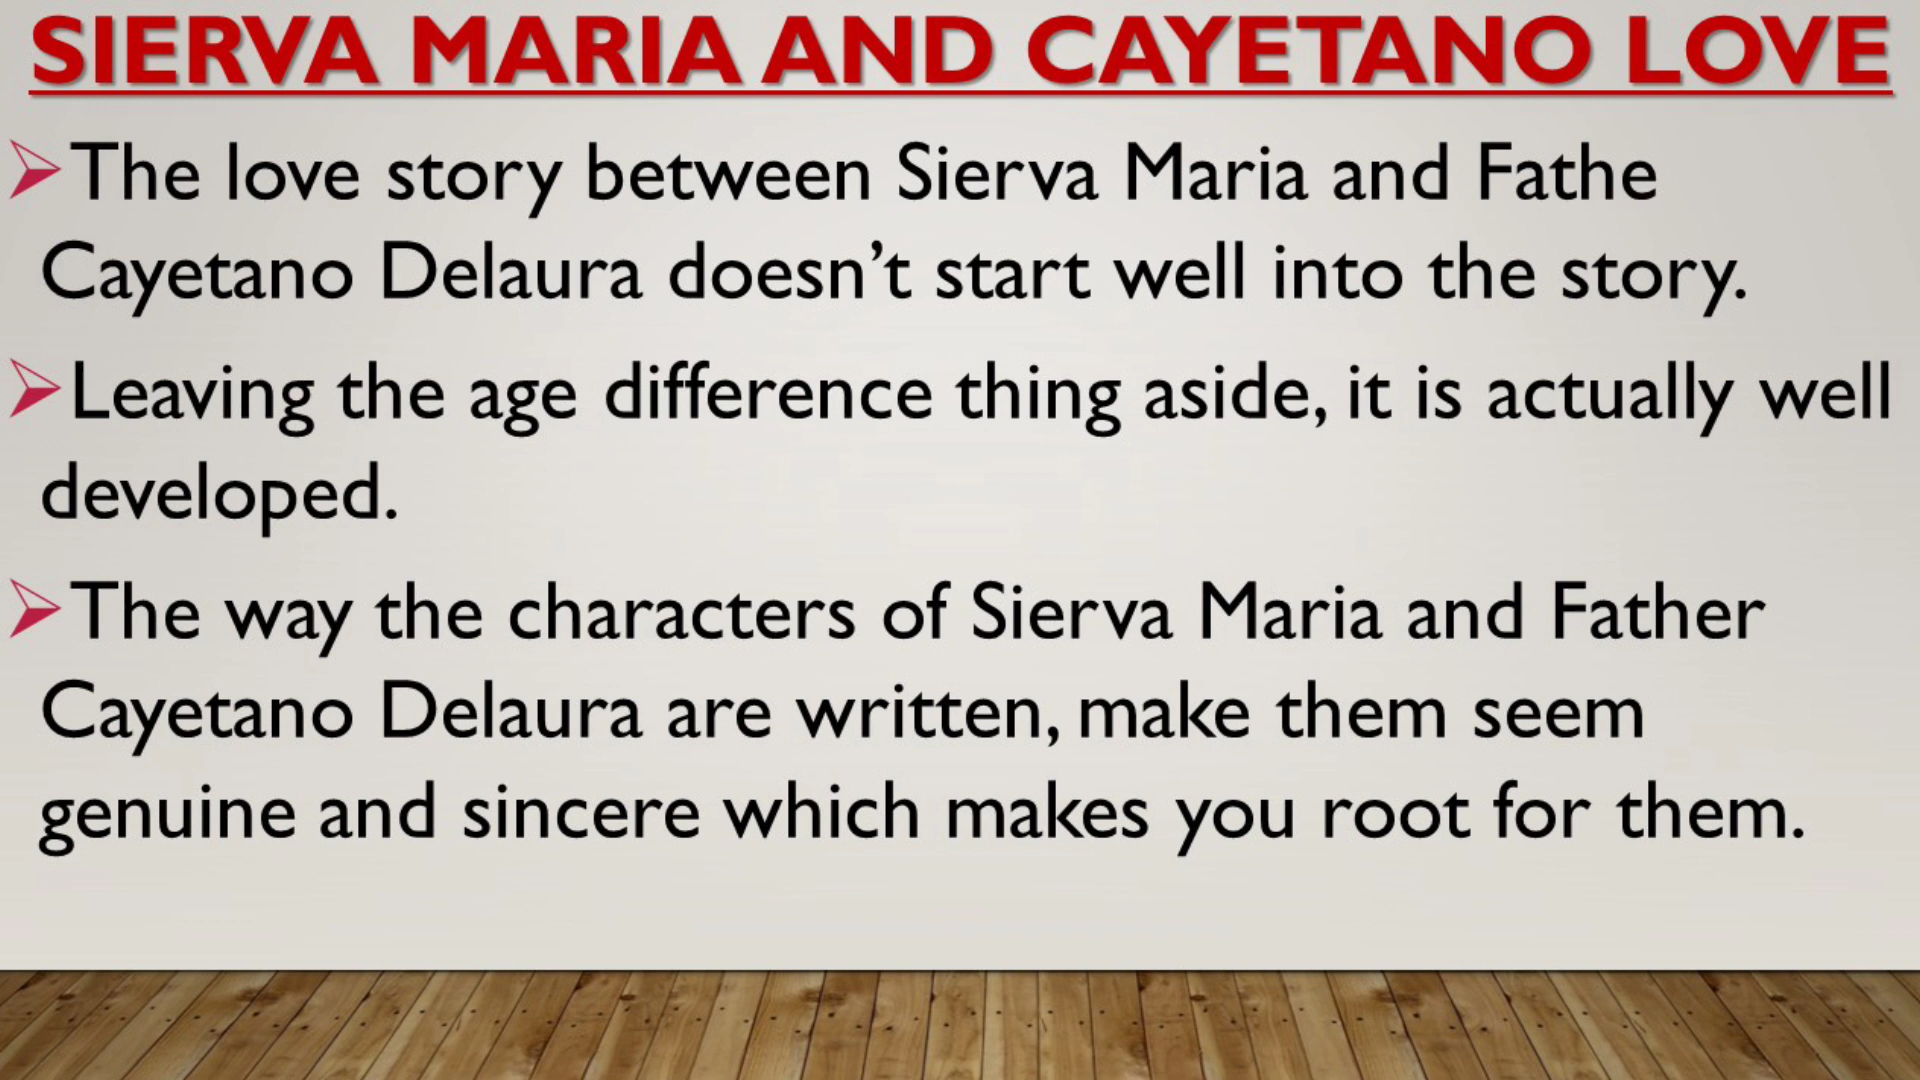 SIERVA MARIA AND CAYETANO LOVE
The love story between Sierva Maria and Fathe
Cayetano Delaura doesn’t start well into the story.
Leaving the age difference thing aside, it is actually well
developed.
The way the characters of Sierva Maria and Father
Cayetano Delaura are written, make them seem
genuine and sincere which makes you root for them.